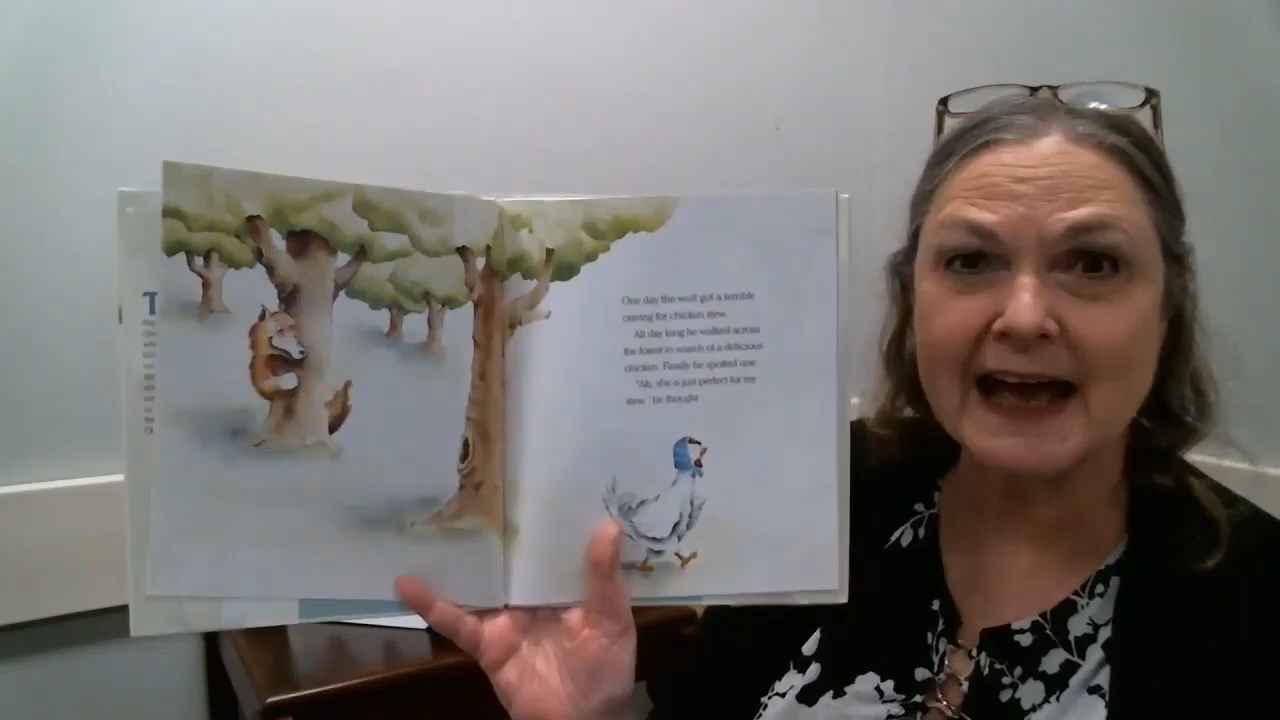 One day the wolf got a terrible
craving for chicken stew.
All day long he walked across
the forest in search of a delicious
chicken. Finally he spotted one.
"Ah, she is just perfect for my
stew," he thought.
T